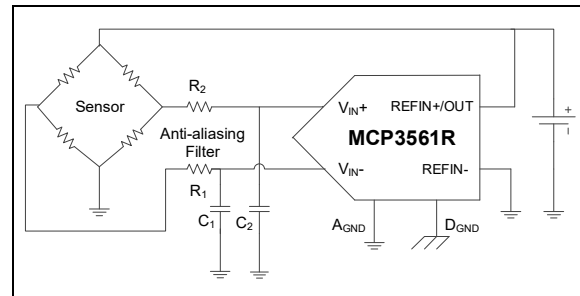 Sensor
R2
Anti-aliasing
Filter
R1
C1
C2
VIN+
VIN-
REFIN+/OUT
MCP3561R
REFIN-
AGND
DGND
+
−